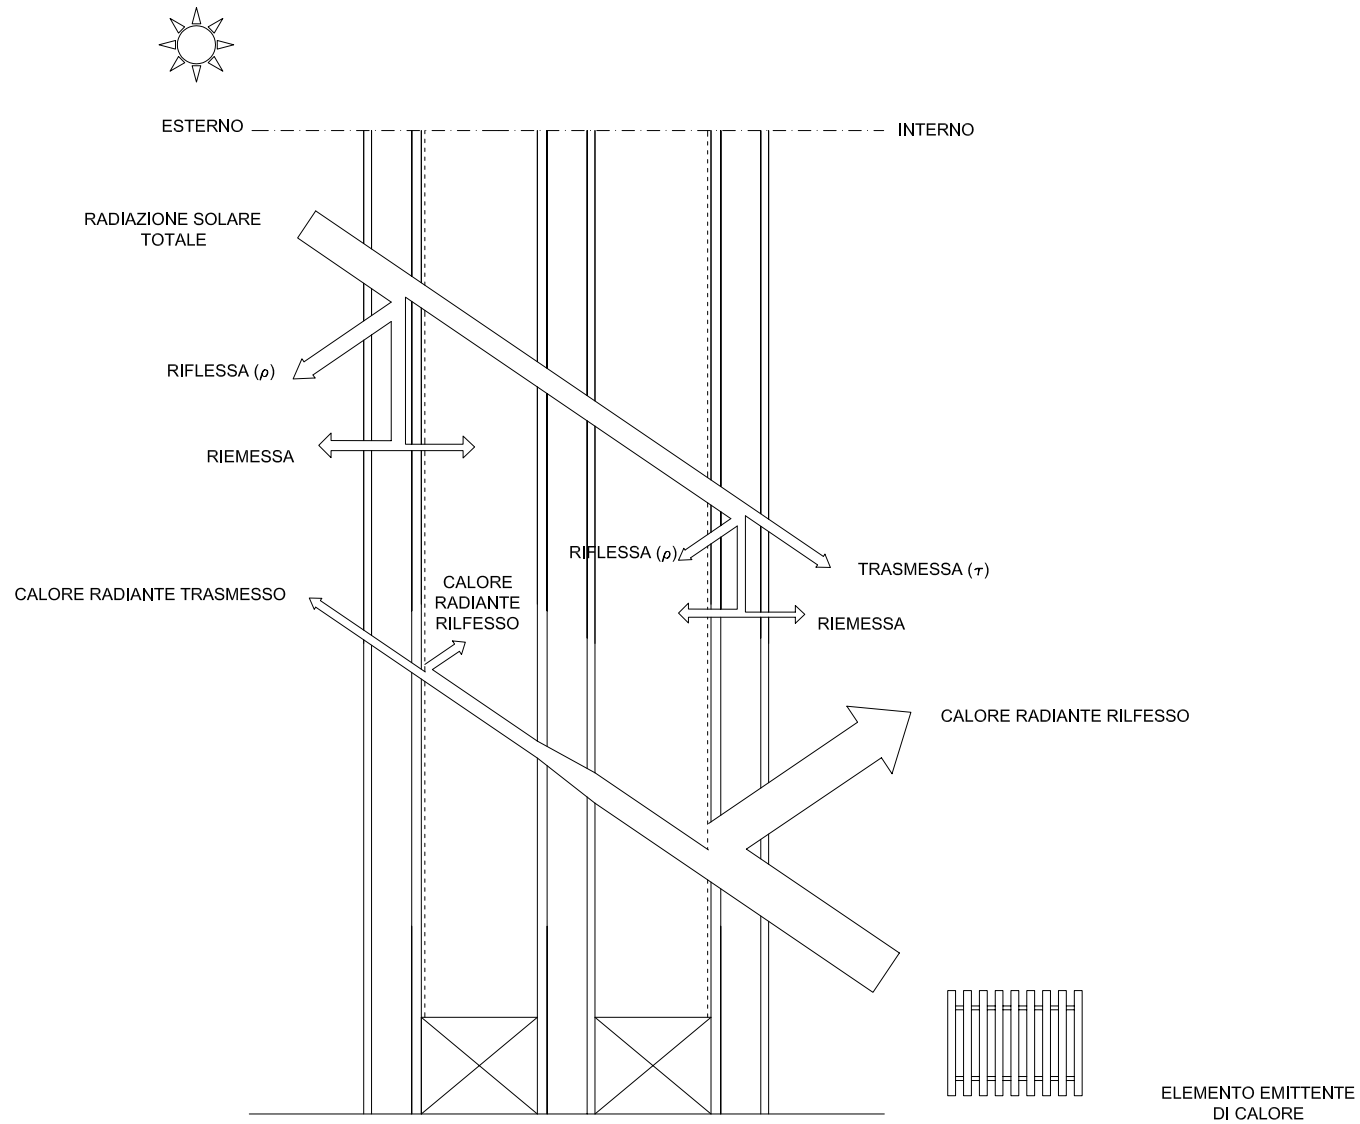 ESTERNO
INTERNO
RADIAZIONE SOLARE
TOTALE
RIFLESSA (ρ)
RIEMESSA
RIFLESSA (ρ)
TRASMESSA (τ)
RIEMESSA
CALORE RADIANTE TRASMESSO
CALORE
RADIANTE
RILFESSO
CALORE RADIANTE RILFESSO
ELEMENTO EMITTENTE
DI CALORE